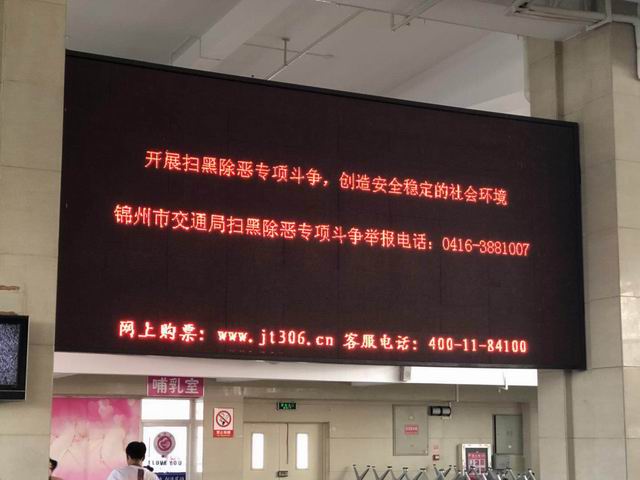 开展扫黑除恶专项斗争，创造安全稳定的社会环境
锦州市交通局扫黑除恶专项斗争举报电话：0416-3881007
网上购票：www.jt306.cn 客服电话：400-11-84100
哺乳室